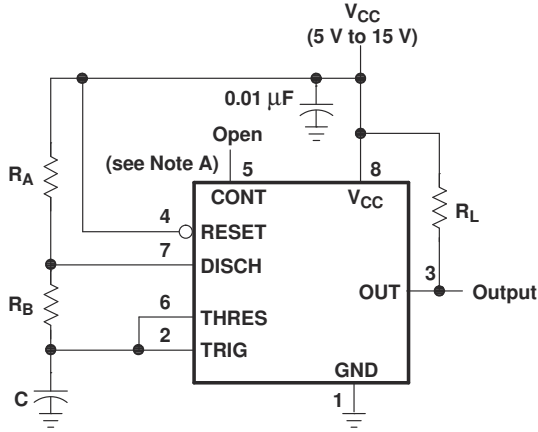 VCC
(5 V to 15 V)
0.01 μF
Open
(see Note A)
5
8
CONT
VCC
RA
RL
4
RESET
7
DISCH
3
OUT
Output
RB
6
THRES
2
TRIG
GND
C
1